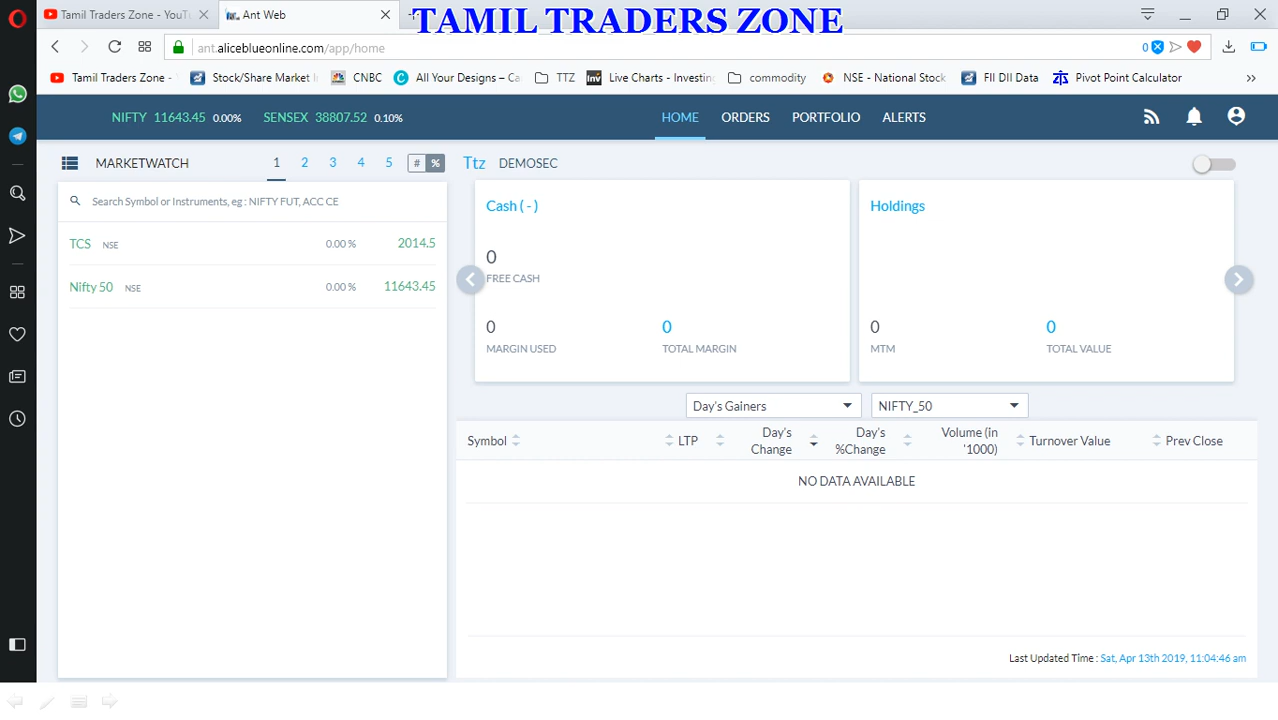 TAMIL TRADERS ZONE
Tamil Traders Zone - YouTu
Ant Web
ant.aliceblueonline.com/app/home
0
Tamil Traders Zone - Y
Stock/Share Market I
CNBC
All Your Designs – Ca
TTZ
Inv
Live Charts - Investin
commodity
NSE - National Stock
FII DII Data
Pivot Point Calculator
»
NIFTY 11643.45 0.00%
SENSEX 38807.52 0.10%
HOME
ORDERS
PORTFOLIO
ALERTS
MARKETWATCH
1 2 3 4 5 # %
Search Symbol or Instruments, eg : NIFTY FUT, ACC CE
TCS NSE 0.00 % 2014.5
Nifty 50 NSE 0.00 % 11643.45
Ttz DEMOSEC
Cash ( - )
0
FREE CASH
0
MARGIN USED
0
TOTAL MARGIN
Holdings
0
MTM
0
TOTAL VALUE
Day's Gainers
NIFTY_50
Symbol
LTP
Day's
Change
Day's
%Change
Volume (in
'1000)
Turnover Value
Prev Close
NO DATA AVAILABLE
Last Updated Time : Sat, Apr 13th 2019, 11:04:46 am